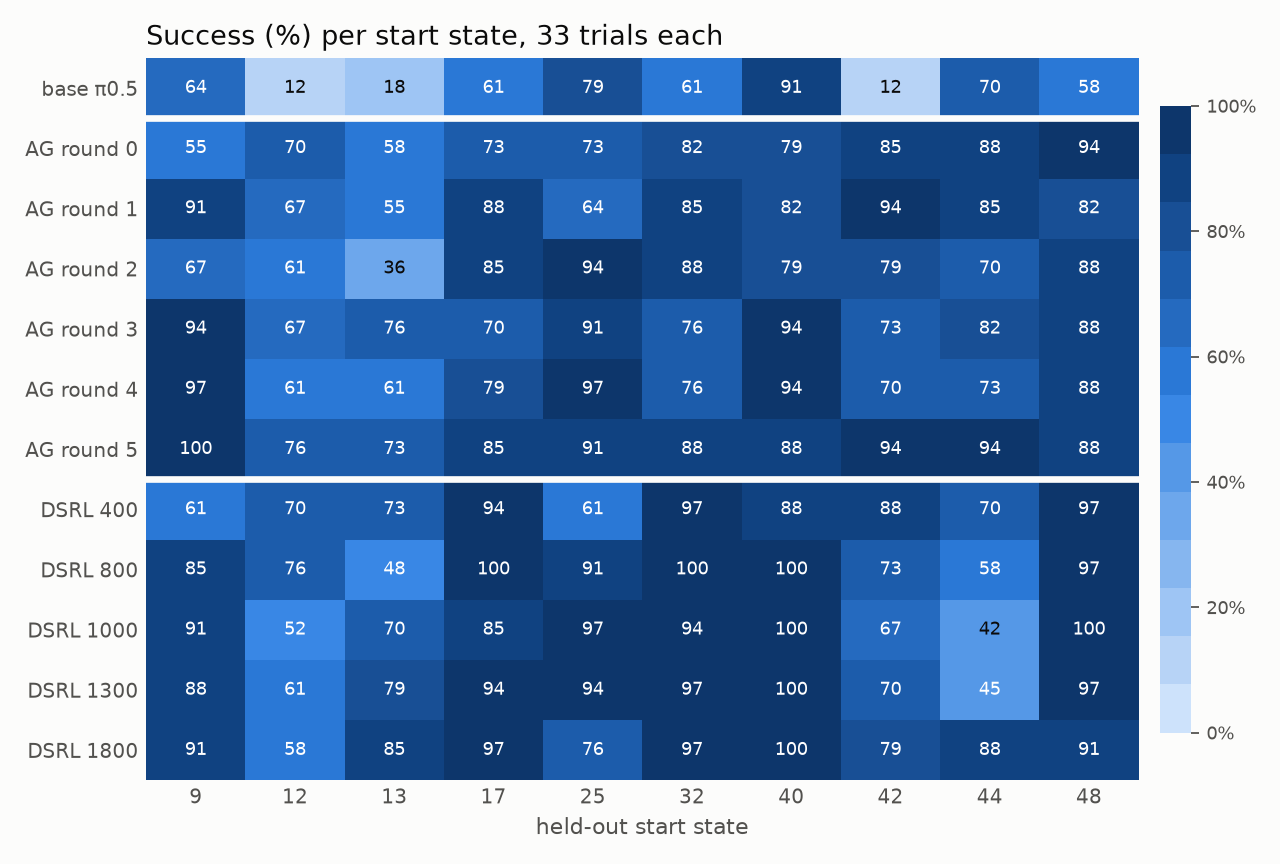 Success (%) per start state, 33 trials each
base π0.5 64 12 18 61 79 61 91 12 70 58
AG round 0 55 70 58 73 73 82 79 85 88 94
AG round 1 91 67 55 88 64 85 82 94 85 82
AG round 2 67 61 36 85 94 88 79 79 70 88
AG round 3 94 67 76 70 91 76 94 73 82 88
AG round 4 97 61 61 79 97 76 94 70 73 88
AG round 5 100 76 73 85 91 88 88 94 94 88
DSRL 400 61 70 73 94 61 97 88 88 70 97
DSRL 800 85 76 48 100 91 100 100 73 58 97
DSRL 1000 91 52 70 85 97 94 100 67 42 100
DSRL 1300 88 61 79 94 94 97 100 70 45 97
DSRL 1800 91 58 85 97 76 97 100 79 88 91
9 12 13 17 25 32 40 42 44 48
held-out start state
100%
80%
60%
40%
20%
0%